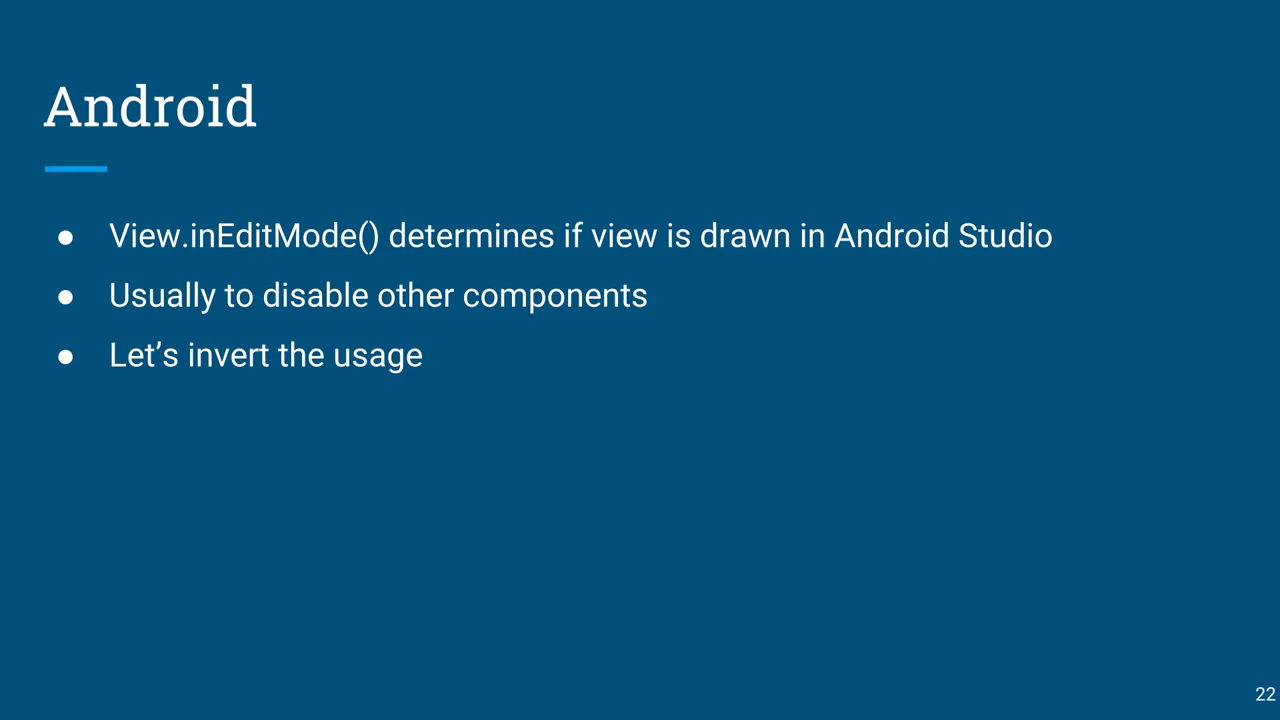 Android
● View.inEditMode() determines if view is drawn in Android Studio
● Usually to disable other components
● Let’s invert the usage
22